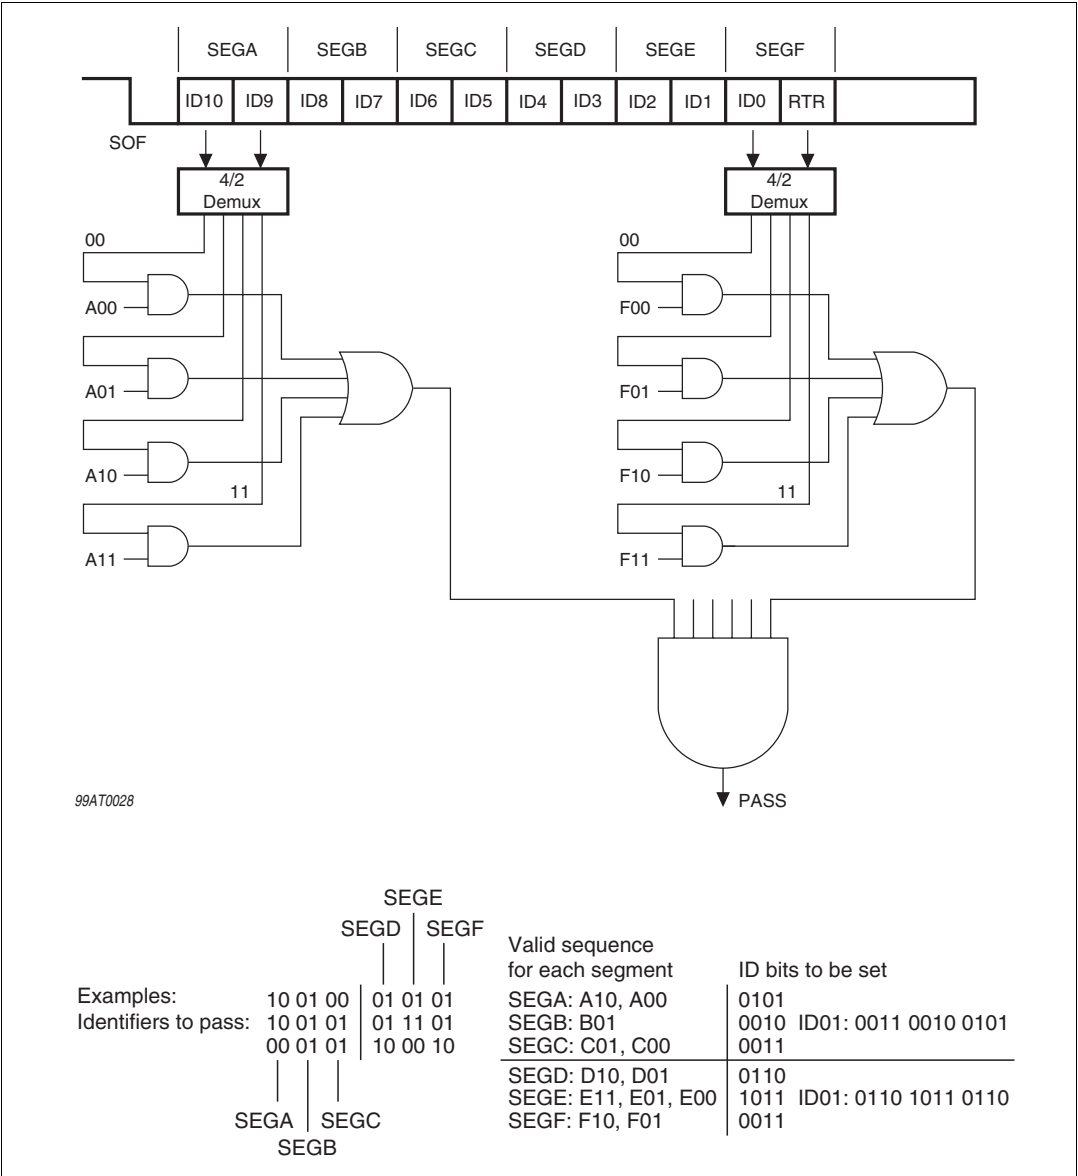 SEGA SEGB SEGC SEGD SEGE SEGF
ID10 ID9 ID8 ID7 ID6 ID5 ID4 ID3 ID2 ID1 ID0 RTR
SOF
4/2 Demux
4/2 Demux
00
00
A00
F00
A01
F01
A10
F10
11
11
A11
F11
99AT0028
PASS
SEGE
SEGD SEGF
Valid sequence
for each segment ID bits to be set
Examples: 10 01 00 01 01 01 SEGA: A10, A00 0101
Identifiers to pass: 10 01 01 01 11 01 SEGB: B01 0010 ID01: 0011 0010 0101
00 01 01 10 00 10 SEGC: C01, C00 0011
SEGD: D10, D01 0110
SEGE: E11, E01, E00 1011 ID01: 0110 1011 0110
SEGA SEGC SEGF: F10, F01 0011
SEGB